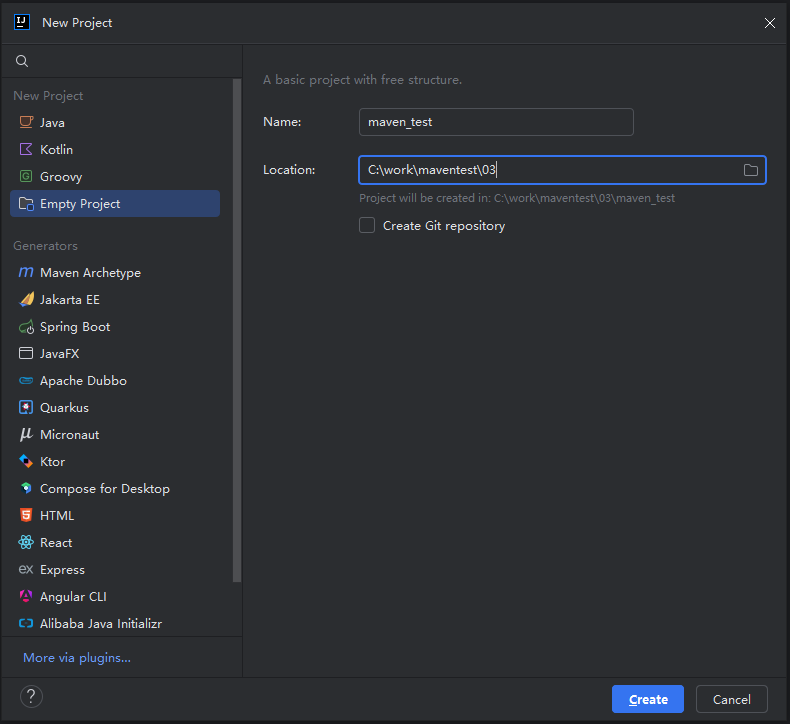 New Project
New Project
Java
Kotlin
Groovy
Empty Project
Generators
Maven Archetype
Jakarta EE
Spring Boot
JavaFX
Apache Dubbo
Quarkus
Micronaut
Ktor
Compose for Desktop
HTML
React
Express
Angular CLI
Alibaba Java Initializr
More via plugins...
A basic project with free structure.
Name: maven_test
Location: C:\work\maventest\03
Project will be created in: C:\work\maventest\03\maven_test
Create Git repository
? Create Cancel